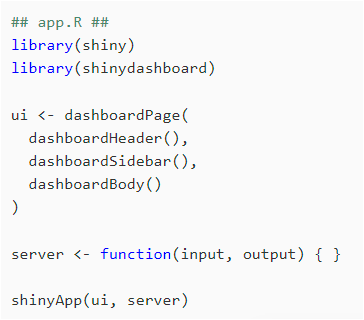 ## app.R ##
library(shiny)
library(shinydashboard)

ui <- dashboardPage(
  dashboardHeader(),
  dashboardSidebar(),
  dashboardBody()
)

server <- function(input, output) { }

shinyApp(ui, server)